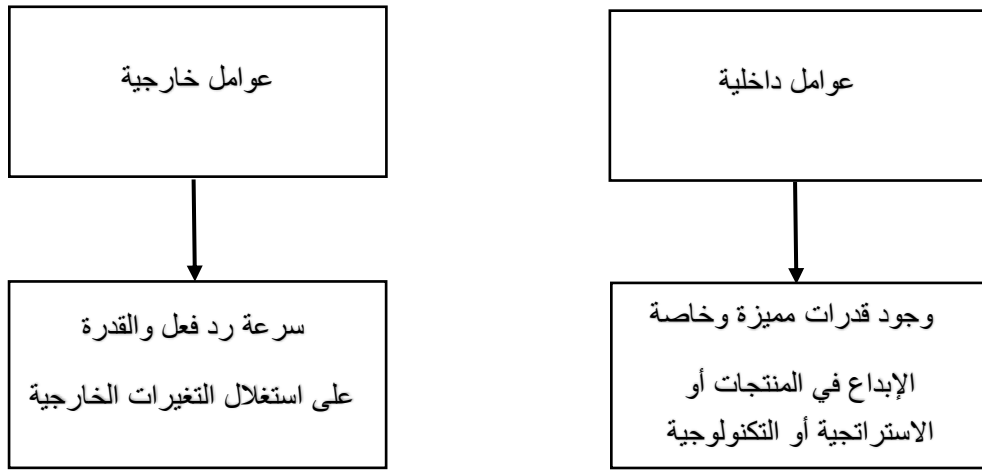 عوامل داخلية
عوامل خارجية
وجود قدرات مميزة وخاصة
الإبداع في المنتجات أو
الاستراتجية أو التكنولوجية
سرعة رد فعل والقدرة
على استغلال التغيرات الخارجية